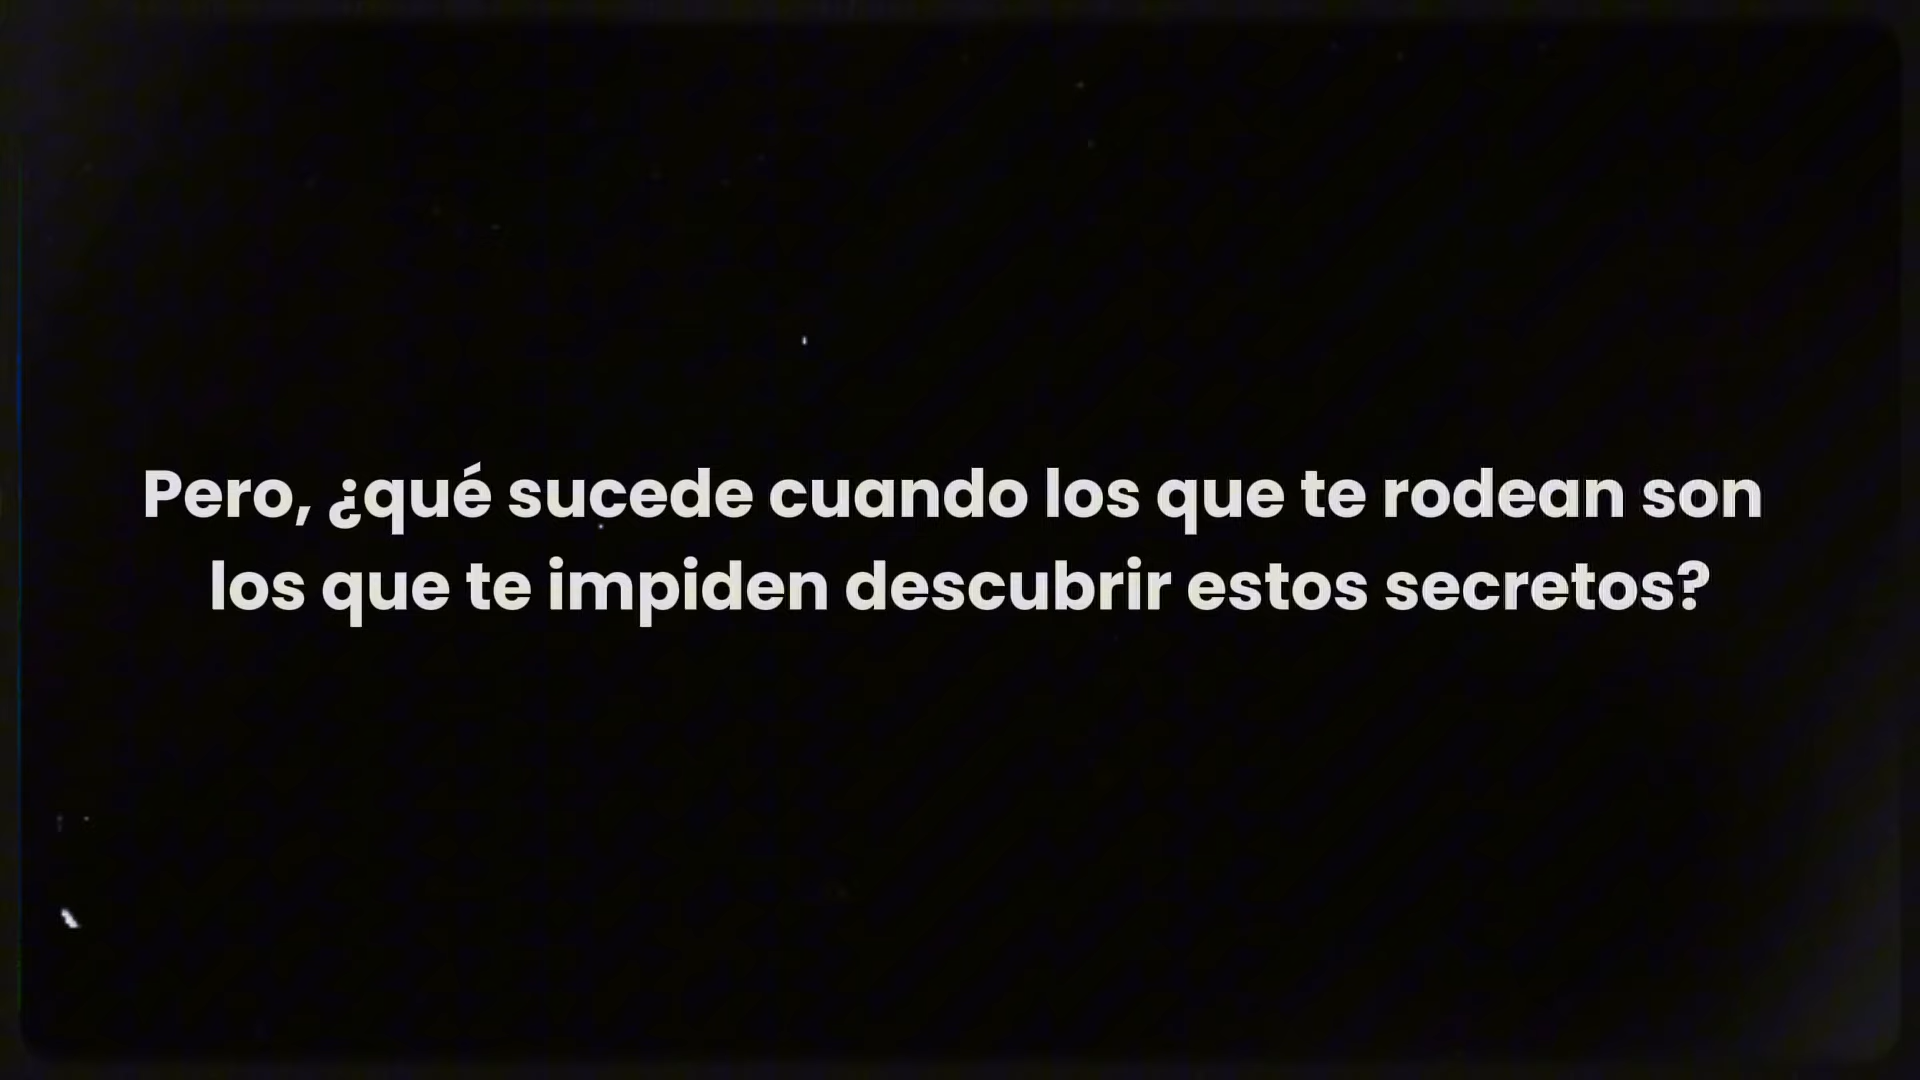 Pero, ¿qué sucede cuando los que te rodean son
los que te impiden descubrir estos secretos?